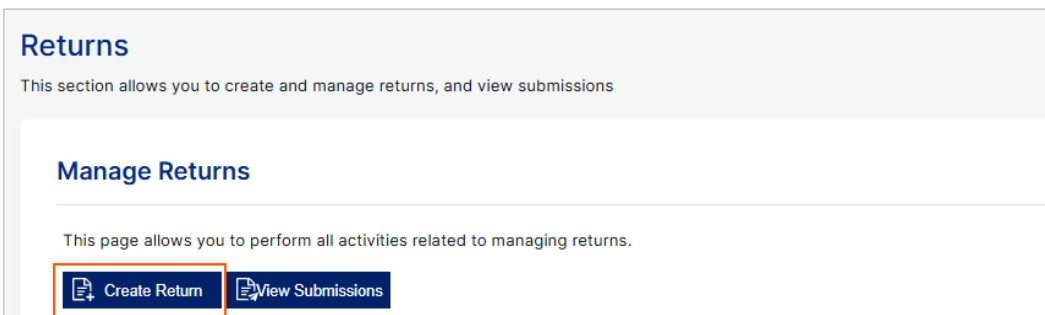 Returns
This section allows you to create and manage returns, and view submissions
Manage Returns
This page allows you to perform all activities related to managing returns.
Create Return View Submissions